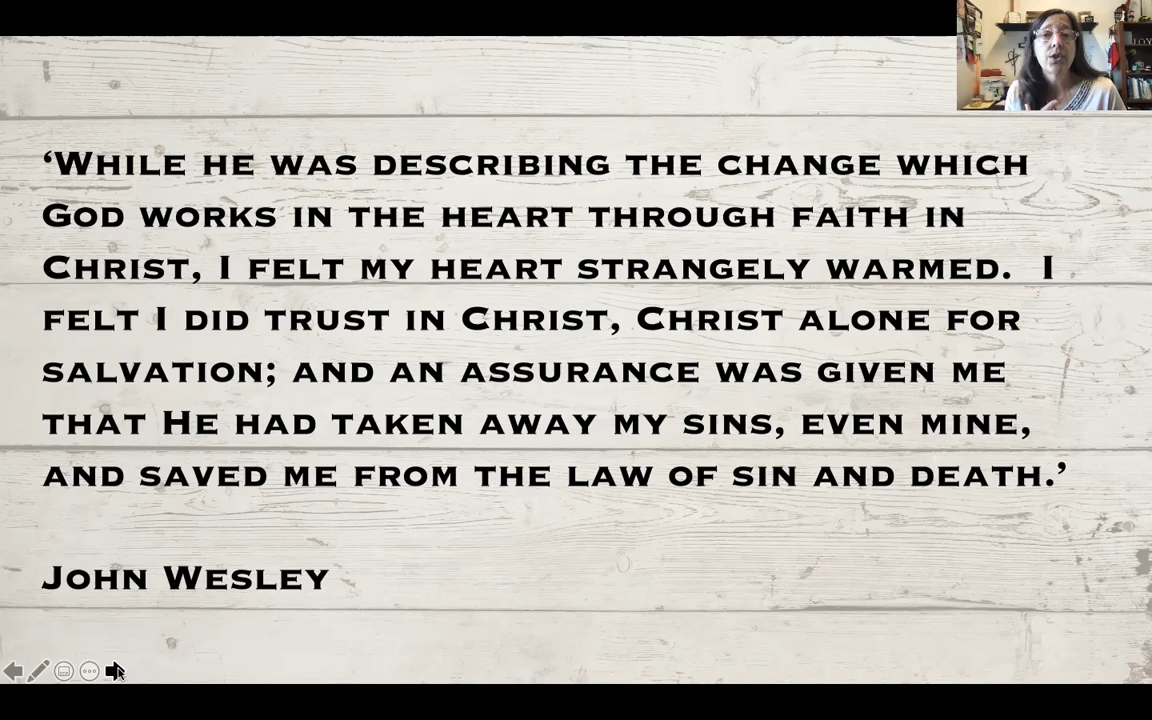 ‘While he was describing the change which
God works in the heart through faith in
Christ, I felt my heart strangely warmed.  I
felt I did trust in Christ, Christ alone for
salvation; and an assurance was given me
that He had taken away my sins, even mine,
and saved me from the law of sin and death.’
John Wesley